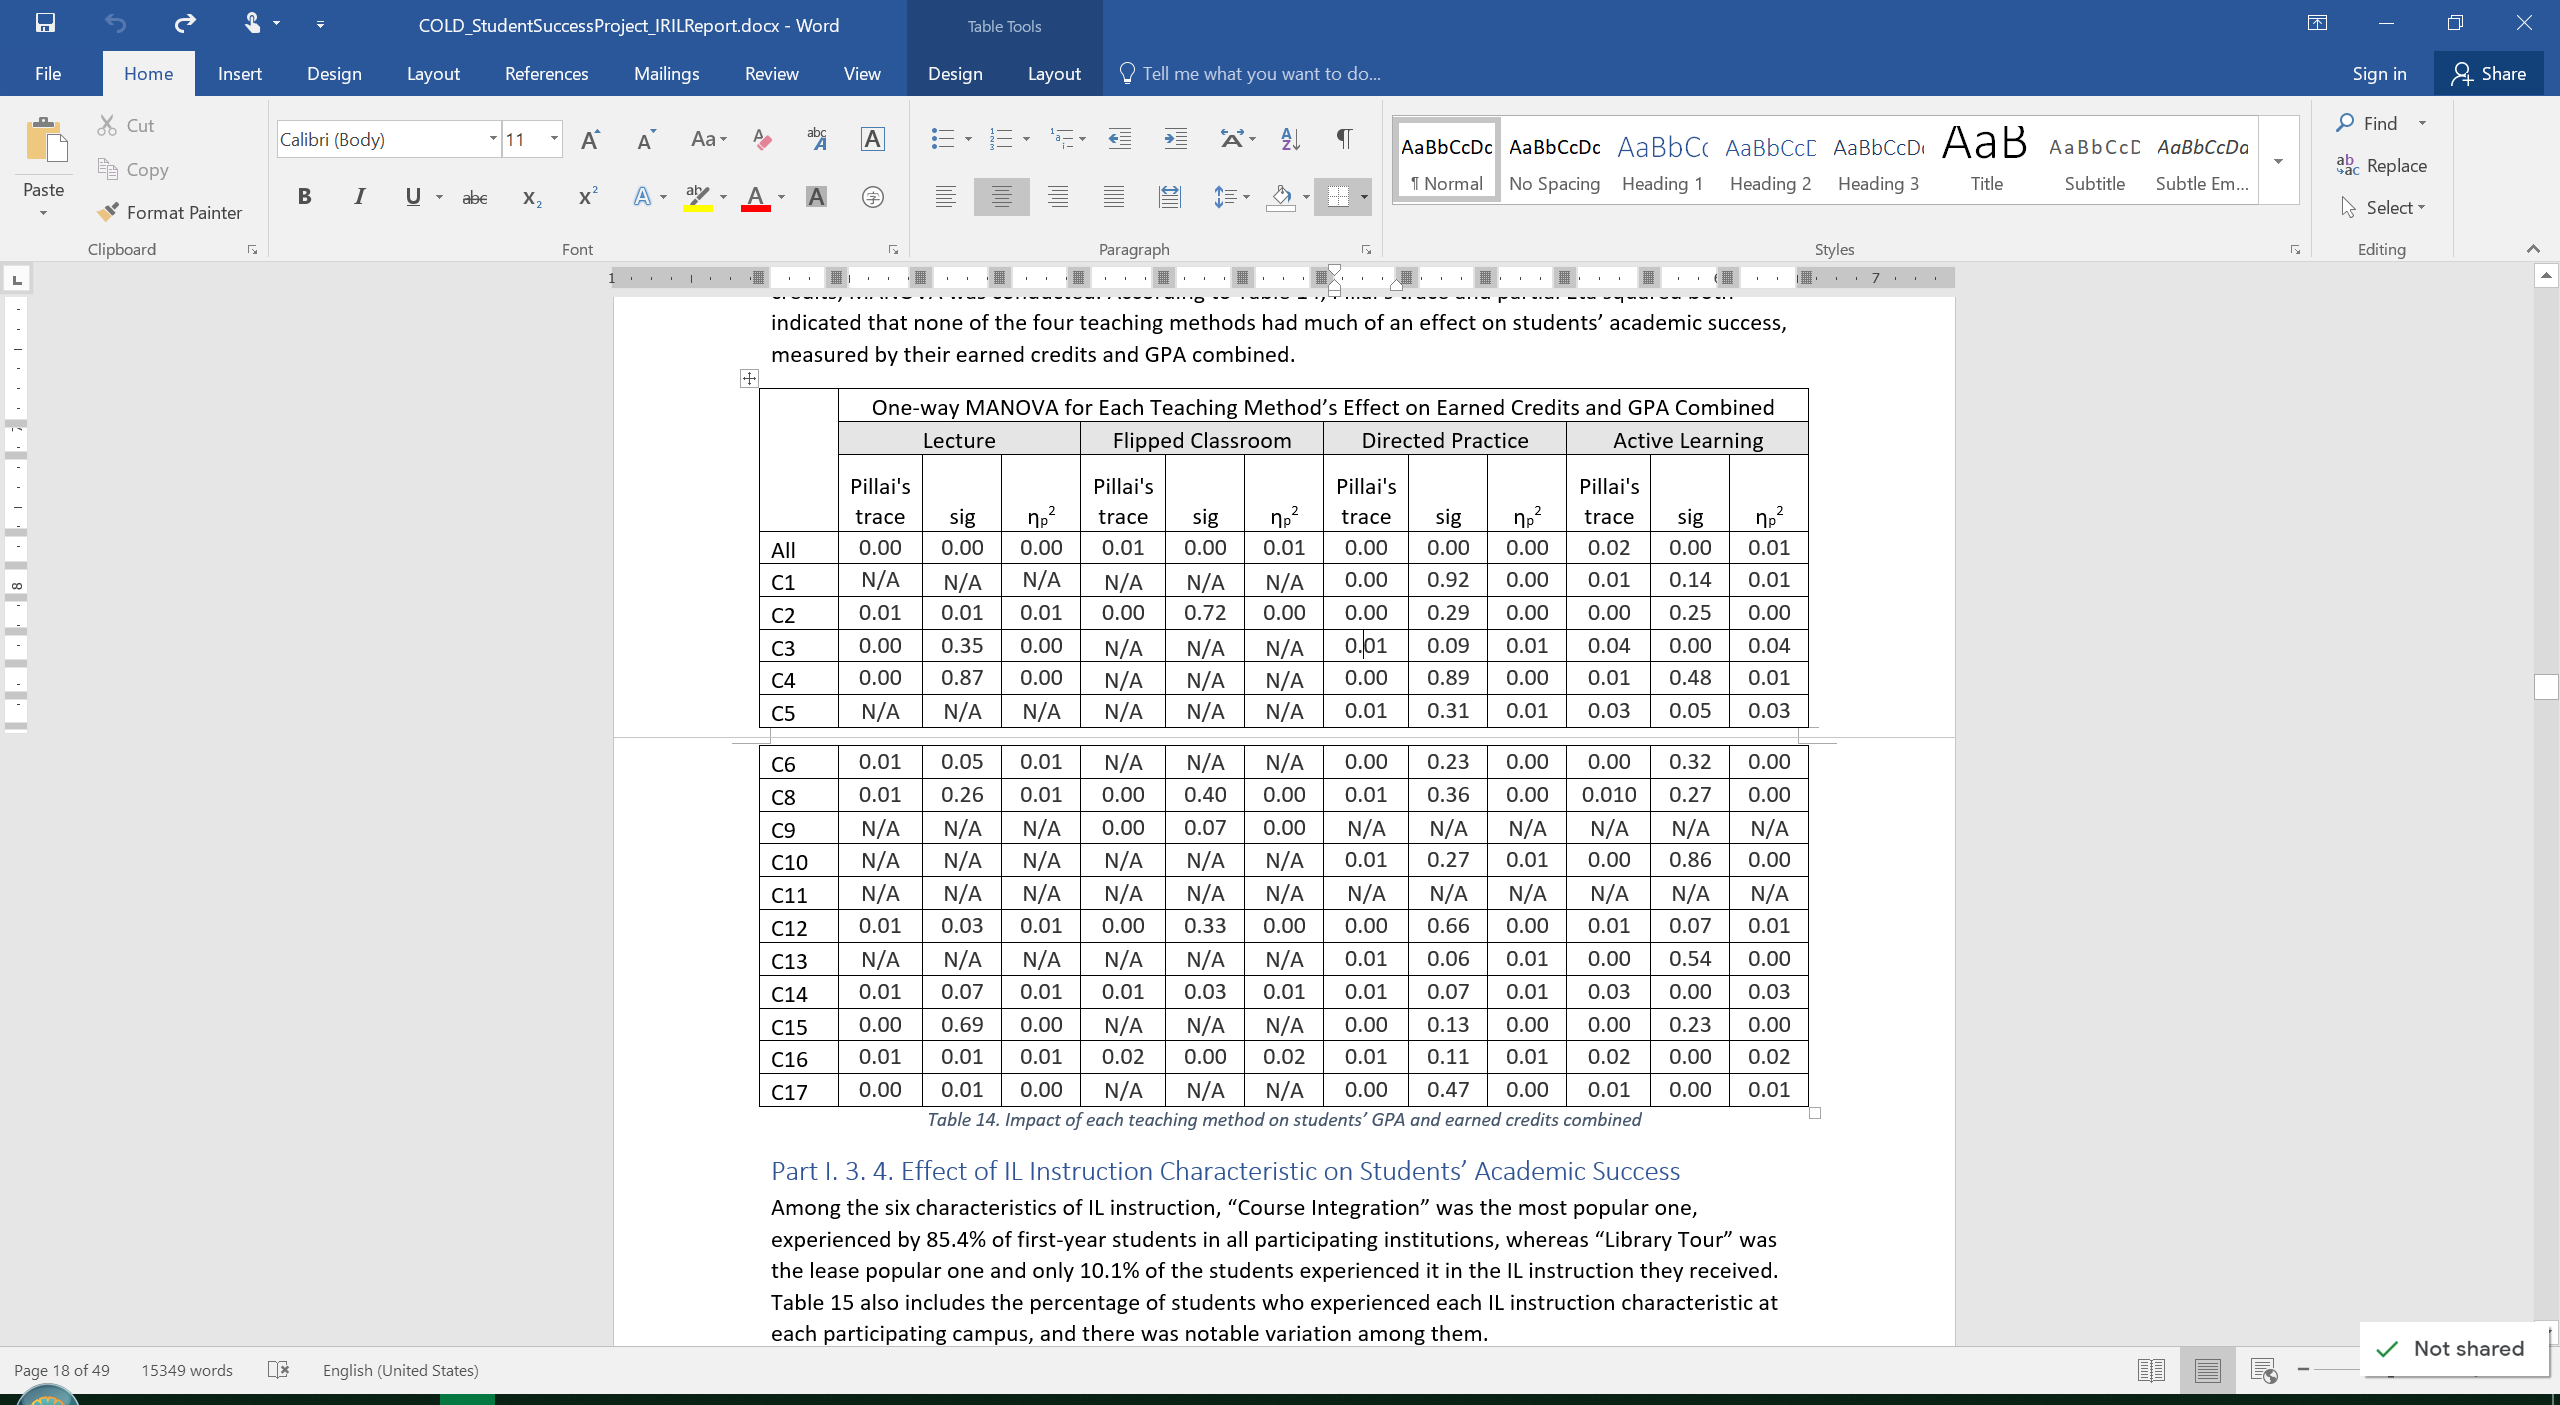 COLD_StudentSuccessProject_IRILReport.docx - Word
Table Tools
File Home Insert Design Layout References Mailings Review View Design Layout Tell me what you want to do... Sign in Share
Paste
Cut
Copy
Format Painter
Clipboard
Calibri (Body) 11
Font
Paragraph
AaBbCcDc ¶ Normal
AaBbCcDc No Spacing
AaBbCc Heading 1
AaBbCcD Heading 2
AaBbCcD Heading 3
AaB Title
AaBbCcD Subtitle
AaBbCcDa Subtle Em...
Styles
Find
Replace
Select
Editing
indicated that none of the four teaching methods had much of an effect on students’ academic success,
measured by their earned credits and GPA combined.
One-way MANOVA for Each Teaching Method’s Effect on Earned Credits and GPA Combined
Lecture Flipped Classroom Directed Practice Active Learning
Pillai's trace sig ηp² Pillai's trace sig ηp² Pillai's trace sig ηp² Pillai's trace sig ηp²
All 0.00 0.00 0.00 0.01 0.00 0.01 0.00 0.00 0.00 0.02 0.00 0.01
C1 N/A N/A N/A N/A N/A N/A 0.00 0.92 0.00 0.01 0.14 0.01
C2 0.01 0.01 0.01 0.00 0.72 0.00 0.00 0.29 0.00 0.00 0.25 0.00
C3 0.00 0.35 0.00 N/A N/A N/A 0.01 0.09 0.01 0.04 0.00 0.04
C4 0.00 0.87 0.00 N/A N/A N/A 0.00 0.89 0.00 0.01 0.48 0.01
C5 N/A N/A N/A N/A N/A N/A 0.01 0.31 0.01 0.03 0.05 0.03
C6 0.01 0.05 0.01 N/A N/A N/A 0.00 0.23 0.00 0.00 0.32 0.00
C8 0.01 0.26 0.01 0.00 0.40 0.00 0.01 0.36 0.00 0.010 0.27 0.00
C9 N/A N/A N/A 0.00 0.07 0.00 N/A N/A N/A N/A N/A N/A
C10 N/A N/A N/A N/A N/A N/A 0.01 0.27 0.01 0.00 0.86 0.00
C11 N/A N/A N/A N/A N/A N/A N/A N/A N/A N/A N/A N/A
C12 0.01 0.03 0.01 0.00 0.33 0.00 0.00 0.66 0.00 0.01 0.07 0.01
C13 N/A N/A N/A N/A N/A N/A 0.01 0.06 0.01 0.00 0.54 0.00
C14 0.01 0.07 0.01 0.01 0.03 0.01 0.01 0.07 0.01 0.03 0.00 0.03
C15 0.00 0.69 0.00 N/A N/A N/A 0.00 0.13 0.00 0.00 0.23 0.00
C16 0.01 0.01 0.01 0.02 0.00 0.02 0.01 0.11 0.01 0.02 0.00 0.02
C17 0.00 0.01 0.00 N/A N/A N/A 0.00 0.47 0.00 0.01 0.00 0.01
Table 14. Impact of each teaching method on students’ GPA and earned credits combined
Part I. 3. 4. Effect of IL Instruction Characteristic on Students’ Academic Success
Among the six characteristics of IL instruction, “Course Integration” was the most popular one,
experienced by 85.4% of first-year students in all participating institutions, whereas “Library Tour” was
the lease popular one and only 10.1% of the students experienced it in the IL instruction they received.
Table 15 also includes the percentage of students who experienced each IL instruction characteristic at
each participating campus, and there was notable variation among them.
Not shared
Page 18 of 49 15349 words English (United States)